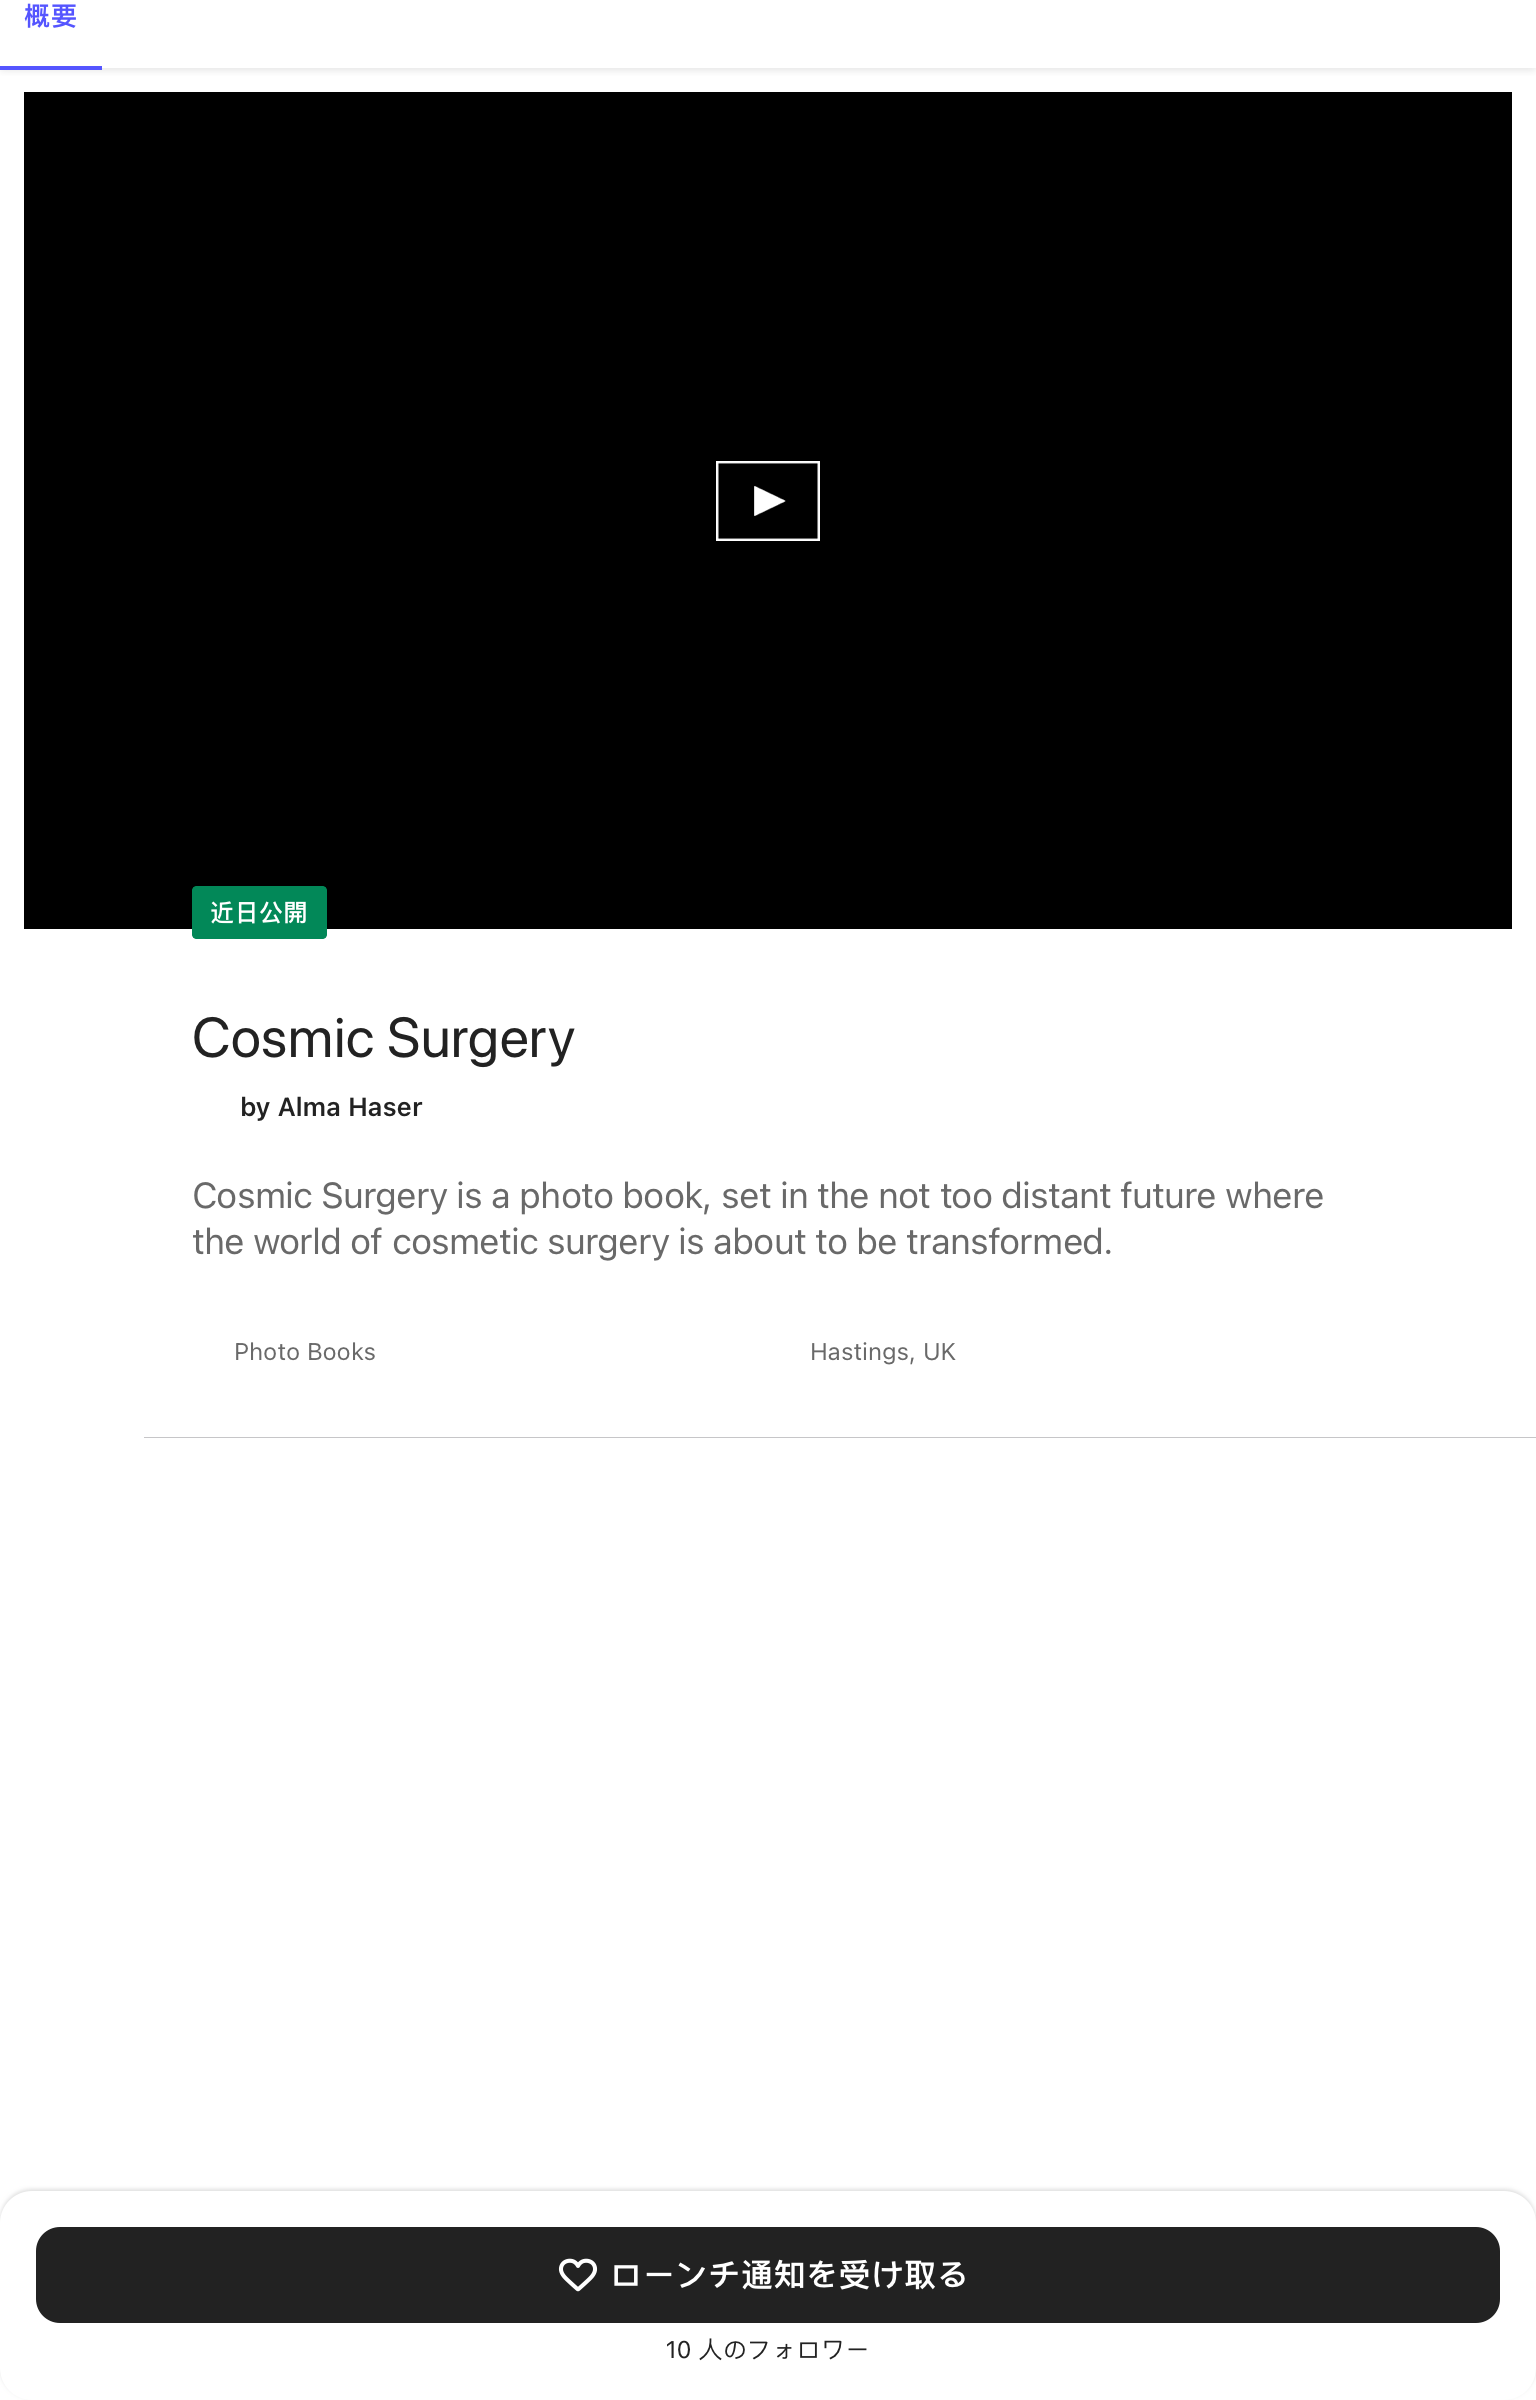 概要
近日公開
Cosmic Surgery
by Alma Haser
Cosmic Surgery is a photo book, set in the not too distant future where
the world of cosmetic surgery is about to be transformed.
Photo Books
Hastings, UK
ローンチ通知を受け取る
10 人のフォロワー